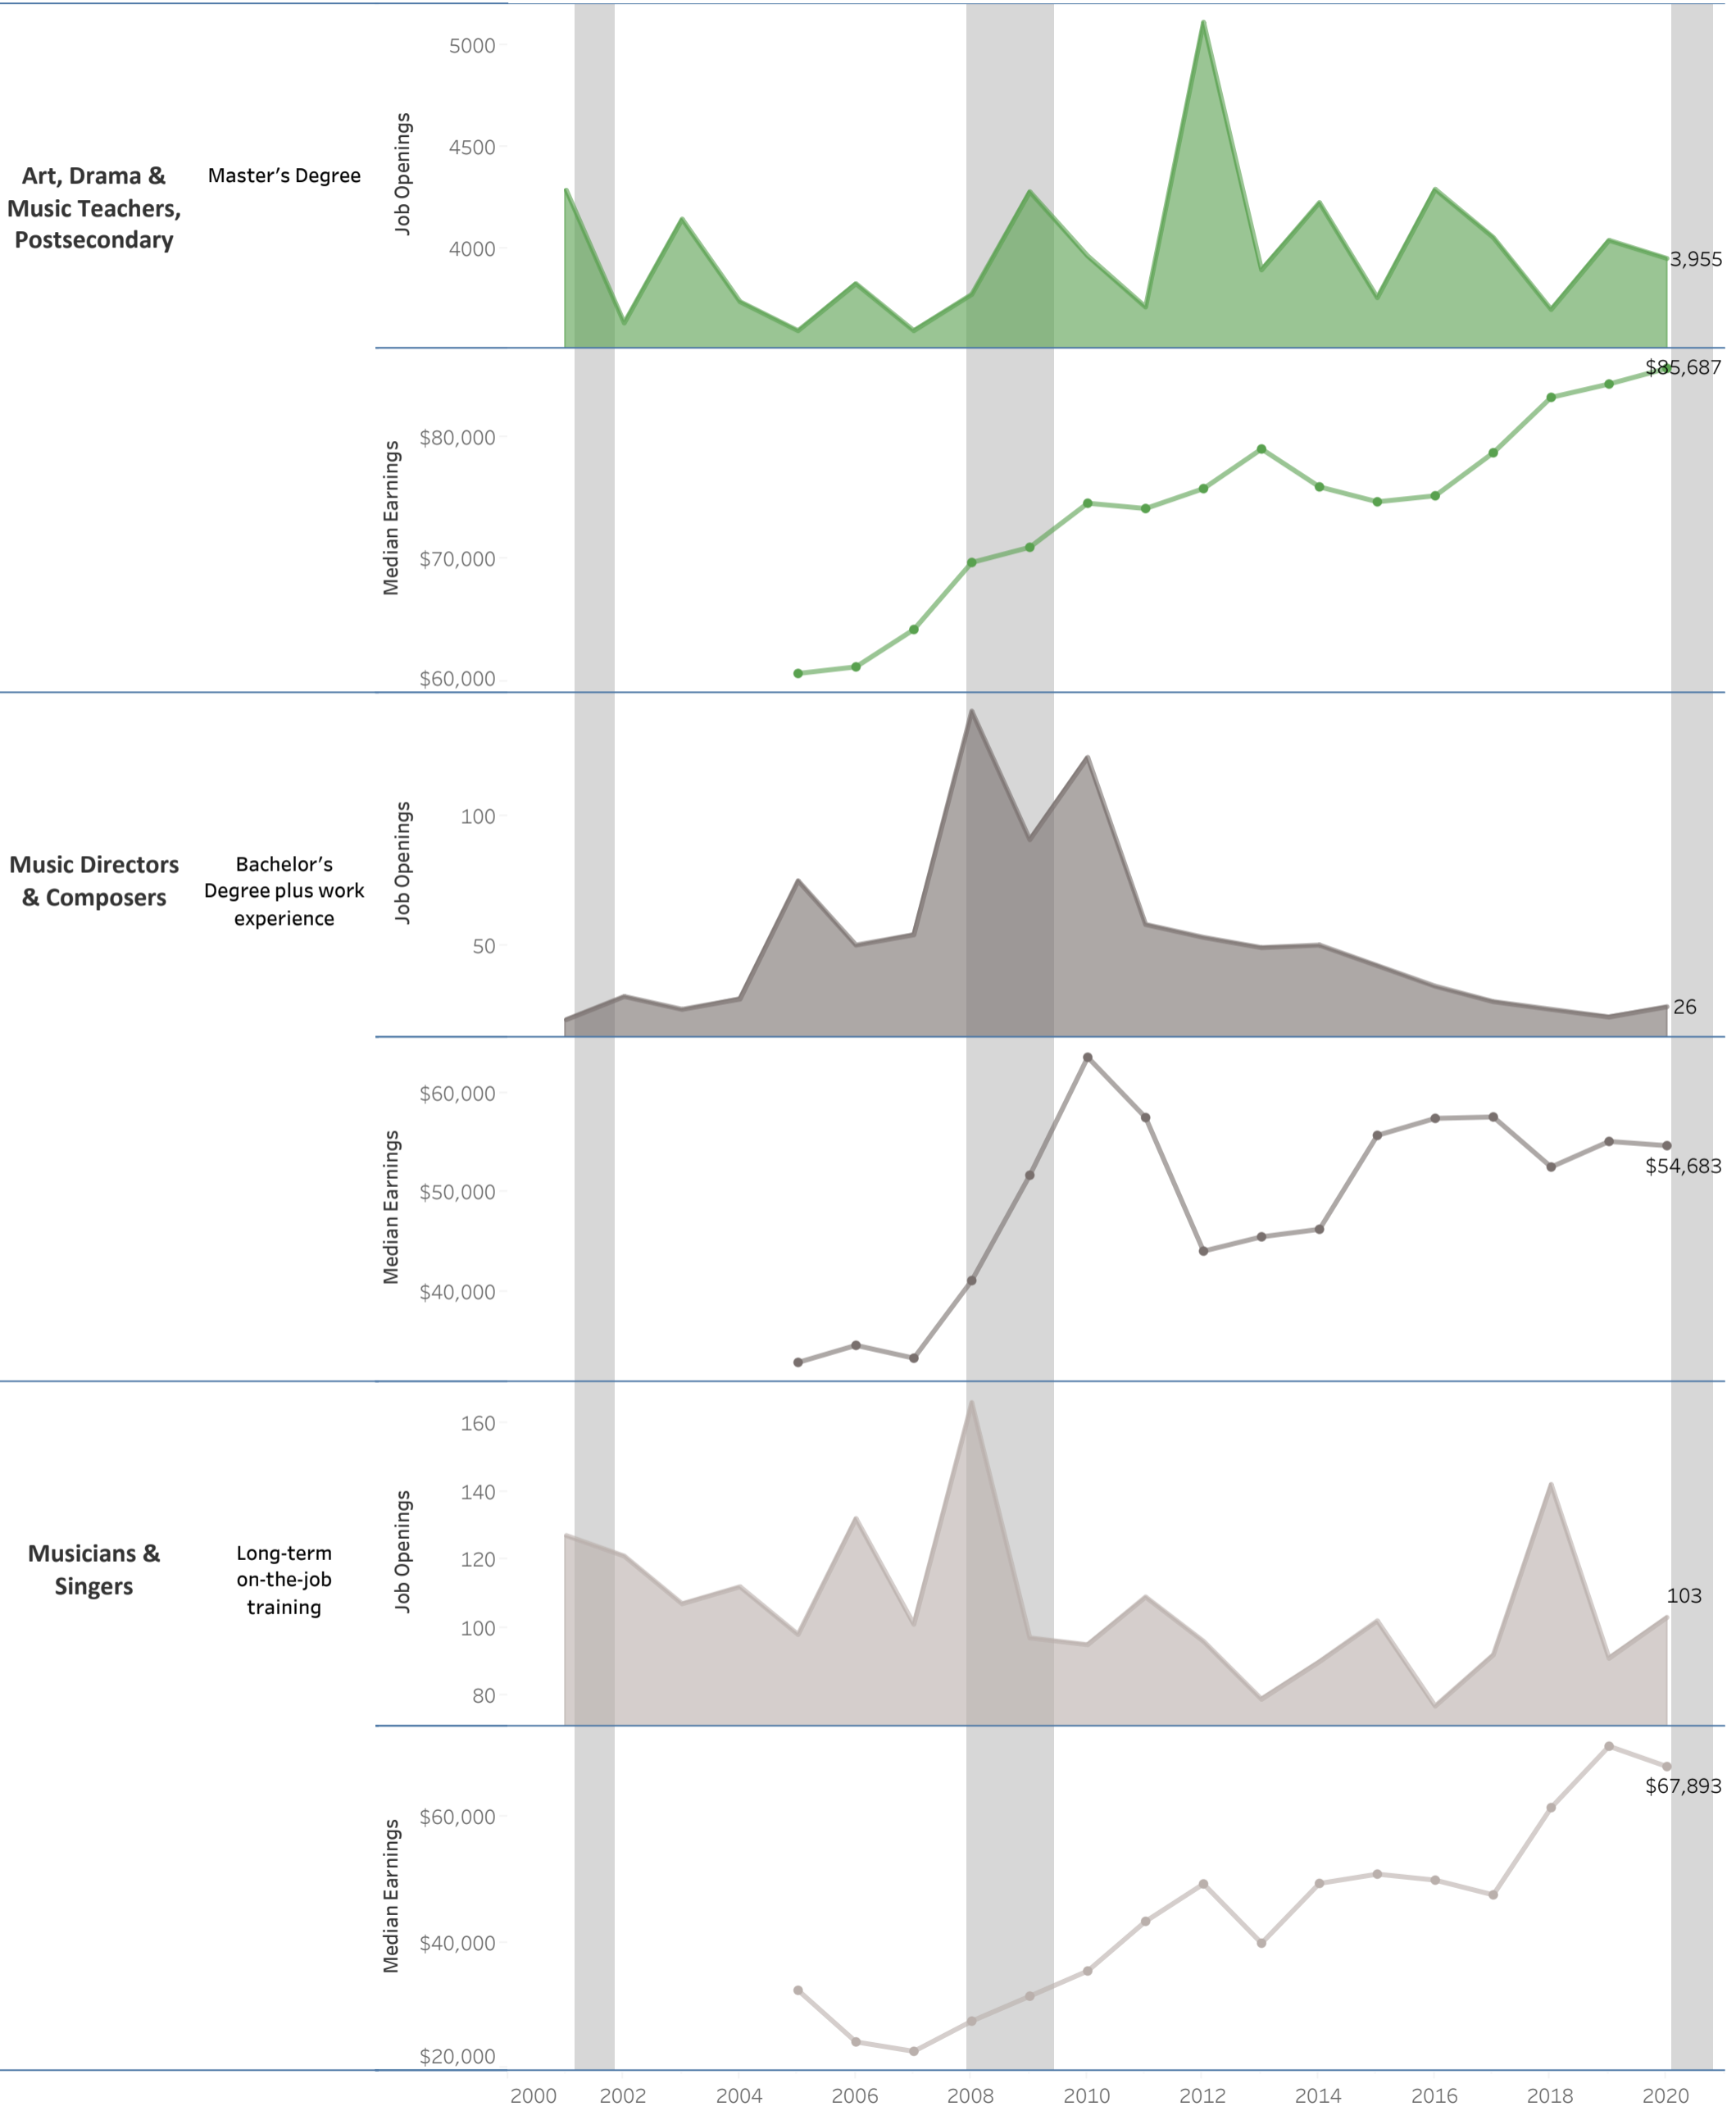 Art, Drama &
Music Teachers,
Postsecondary
Master's Degree
Job Openings
5000
4500
4000
3,955
Median Earnings
$80,000
$70,000
$60,000
$85,687
Music Directors
& Composers
Bachelor's
Degree plus work
experience
Job Openings
100
50
26
Median Earnings
$60,000
$50,000
$40,000
$54,683
Musicians &
Singers
Long-term
on-the-job
training
Job Openings
160
140
120
100
80
103
Median Earnings
$60,000
$40,000
$20,000
$67,893
2000 2002 2004 2006 2008 2010 2012 2014 2016 2018 2020